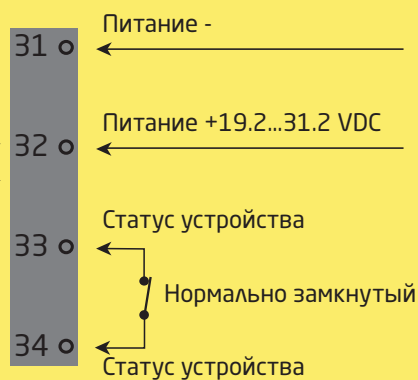 Питание -
31
Питание +19.2...31.2 VDC
32
Статус устройства
33
Нормально замкнутый
34
Статус устройства